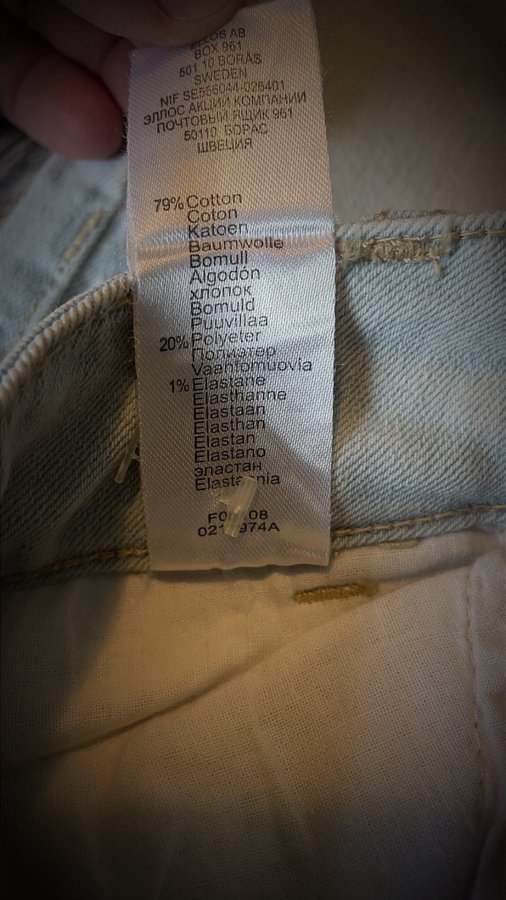 BOX 961
501 10 BORÅS
SWEDEN
NIF SE556044-026401
ЭЛЛОС АКЦИЙ КОМПАНИИ
ПОЧТОВЫЙ ЯЩИК 961
50110, БОРАС
ШВЕЦИЯ
79% Cotton
Coton
Katoen
Baumwolle
Bomull
Algodón
хлопок
Bomuld
Puuvillaa
20% Polyeter
Полиэтер
Vaantomuovia
1% Elastane
Elasthanne
Elastaan
Elasthan
Elastan
Elastano
эластан